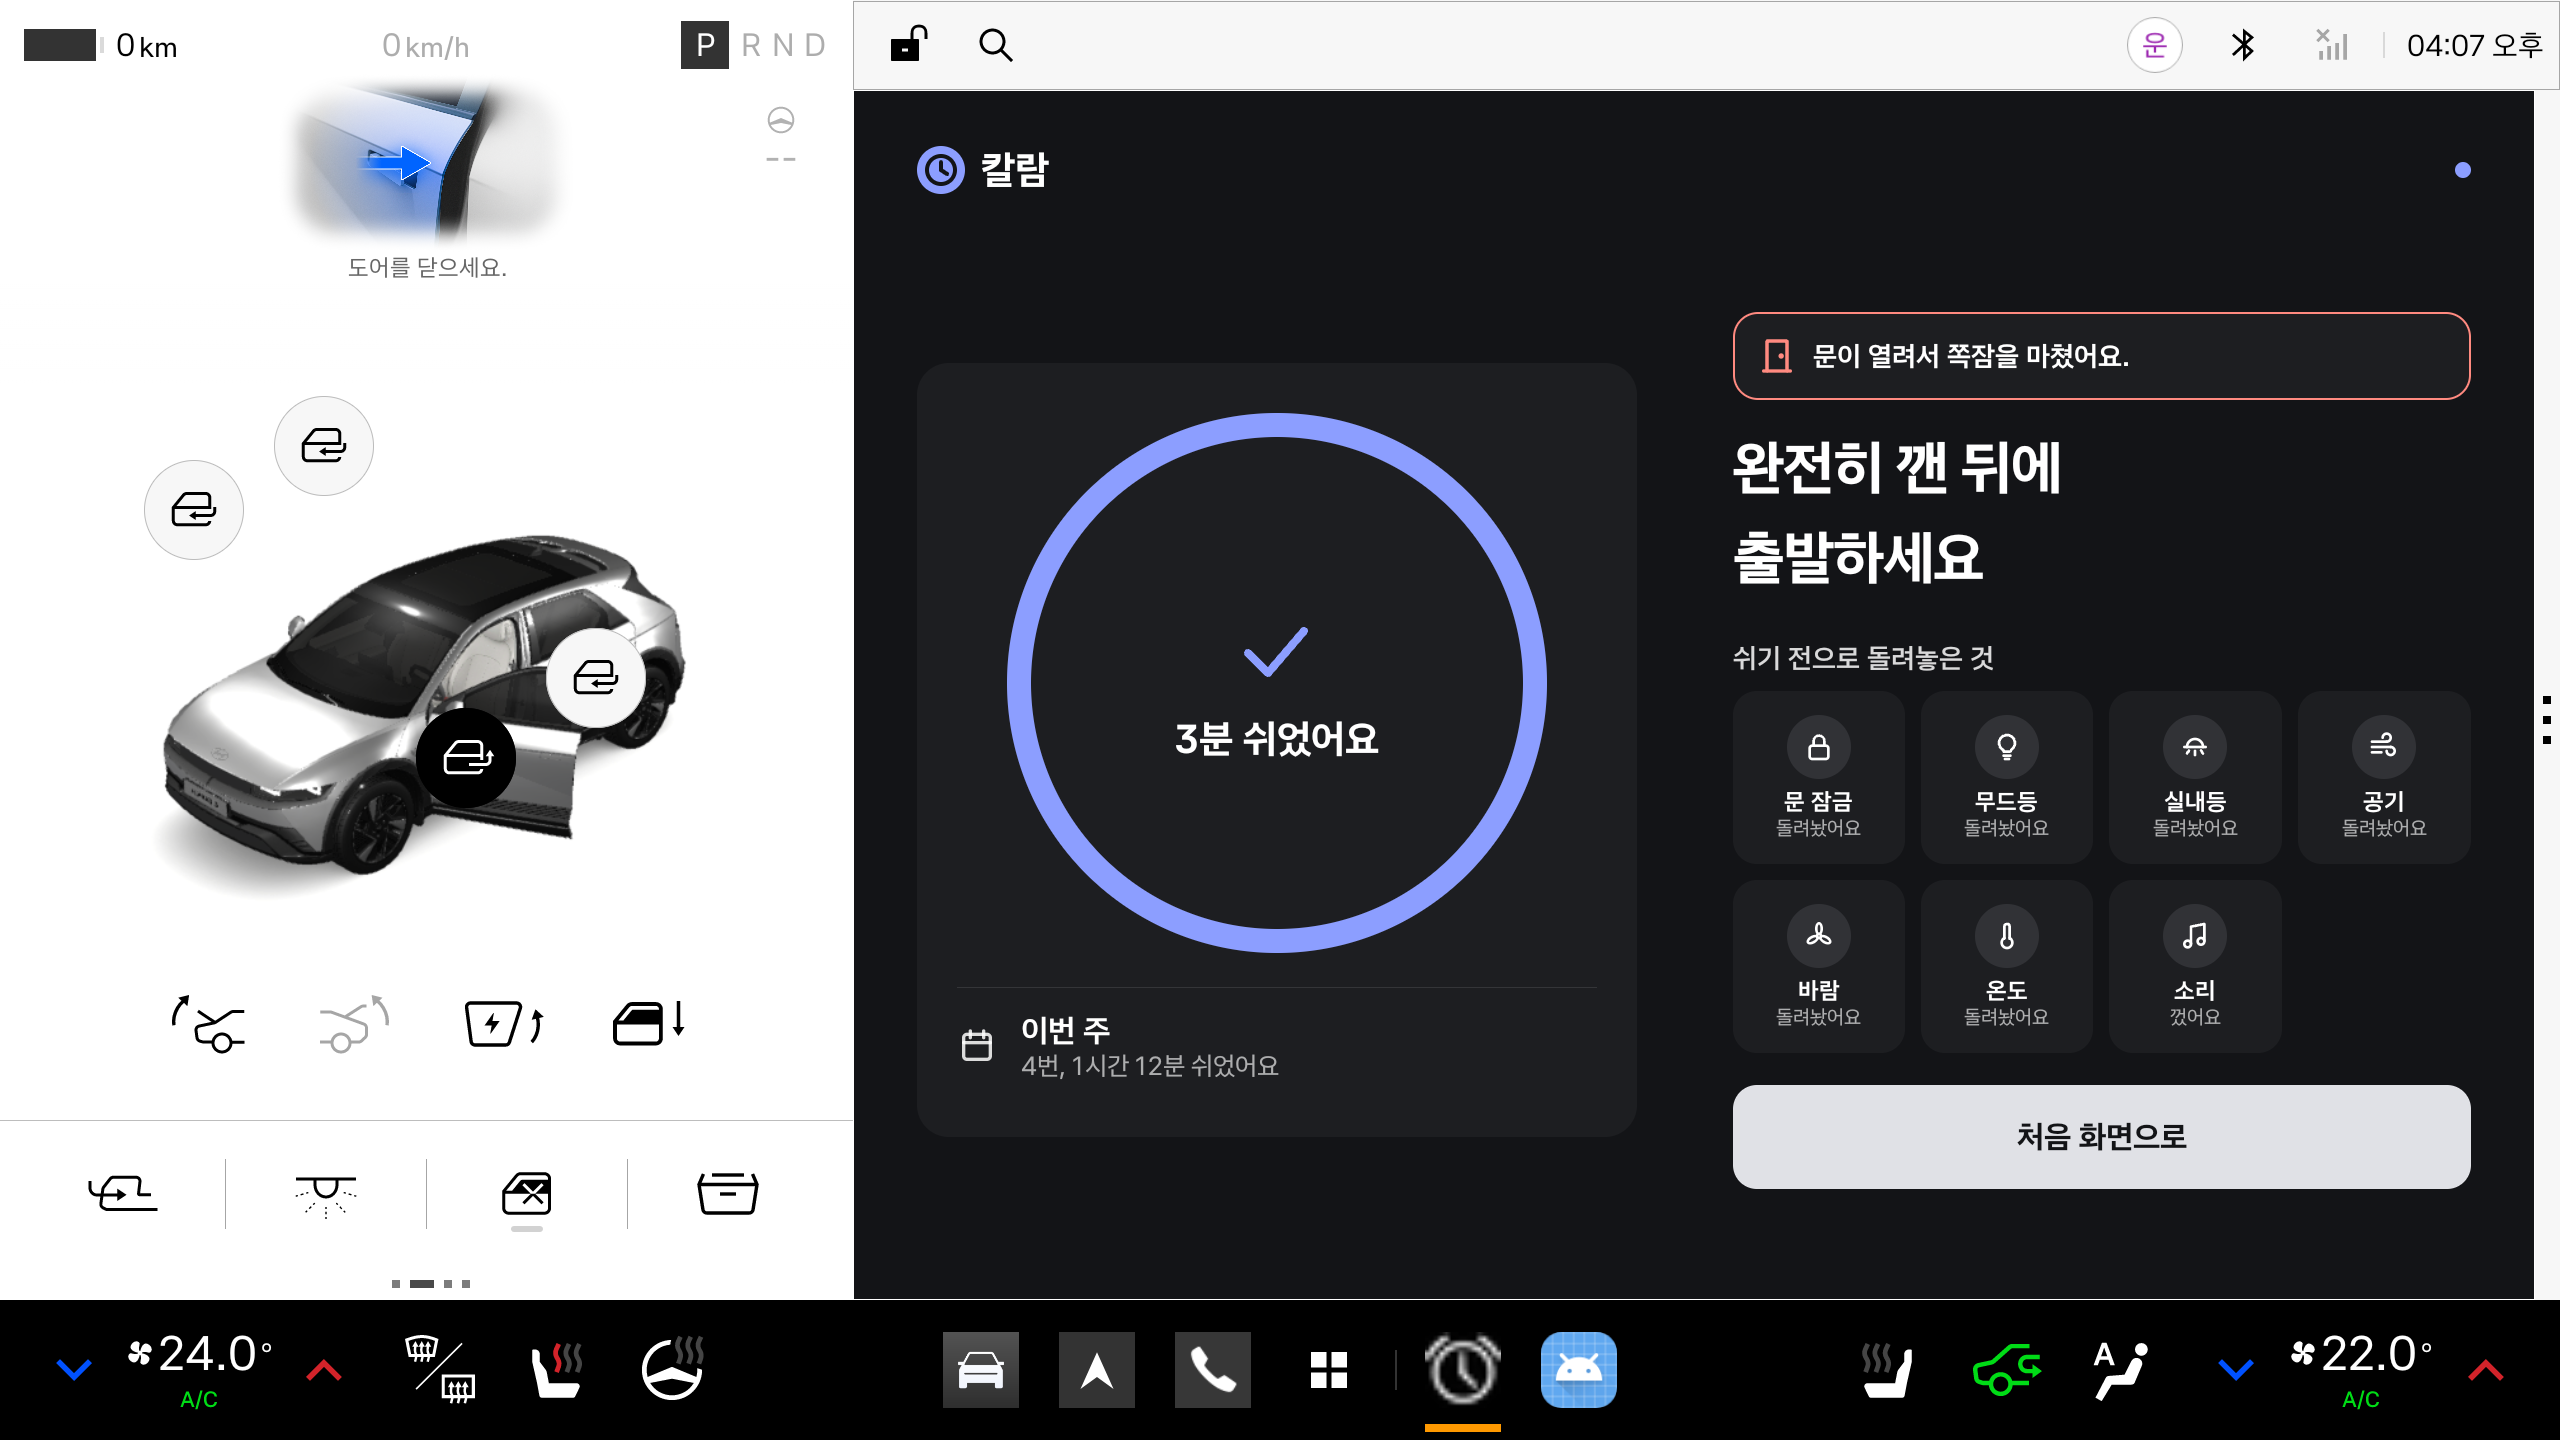 0 km
0 km/h
P R N D
도어를 닫으세요.
운
04:07 오후
칼람
3분 쉬었어요
이번 주
4번, 1시간 12분 쉬었어요
문이 열려서 쪽잠을 마쳤어요.
완전히 깬 뒤에
출발하세요
쉬기 전으로 돌려놓은 것
문 잠금
돌려놨어요
무드등
돌려놨어요
실내등
돌려놨어요
공기
돌려놨어요
바람
돌려놨어요
온도
돌려놨어요
소리
껐어요
처음 화면으로
24.0°
A/C
A
22.0°
A/C